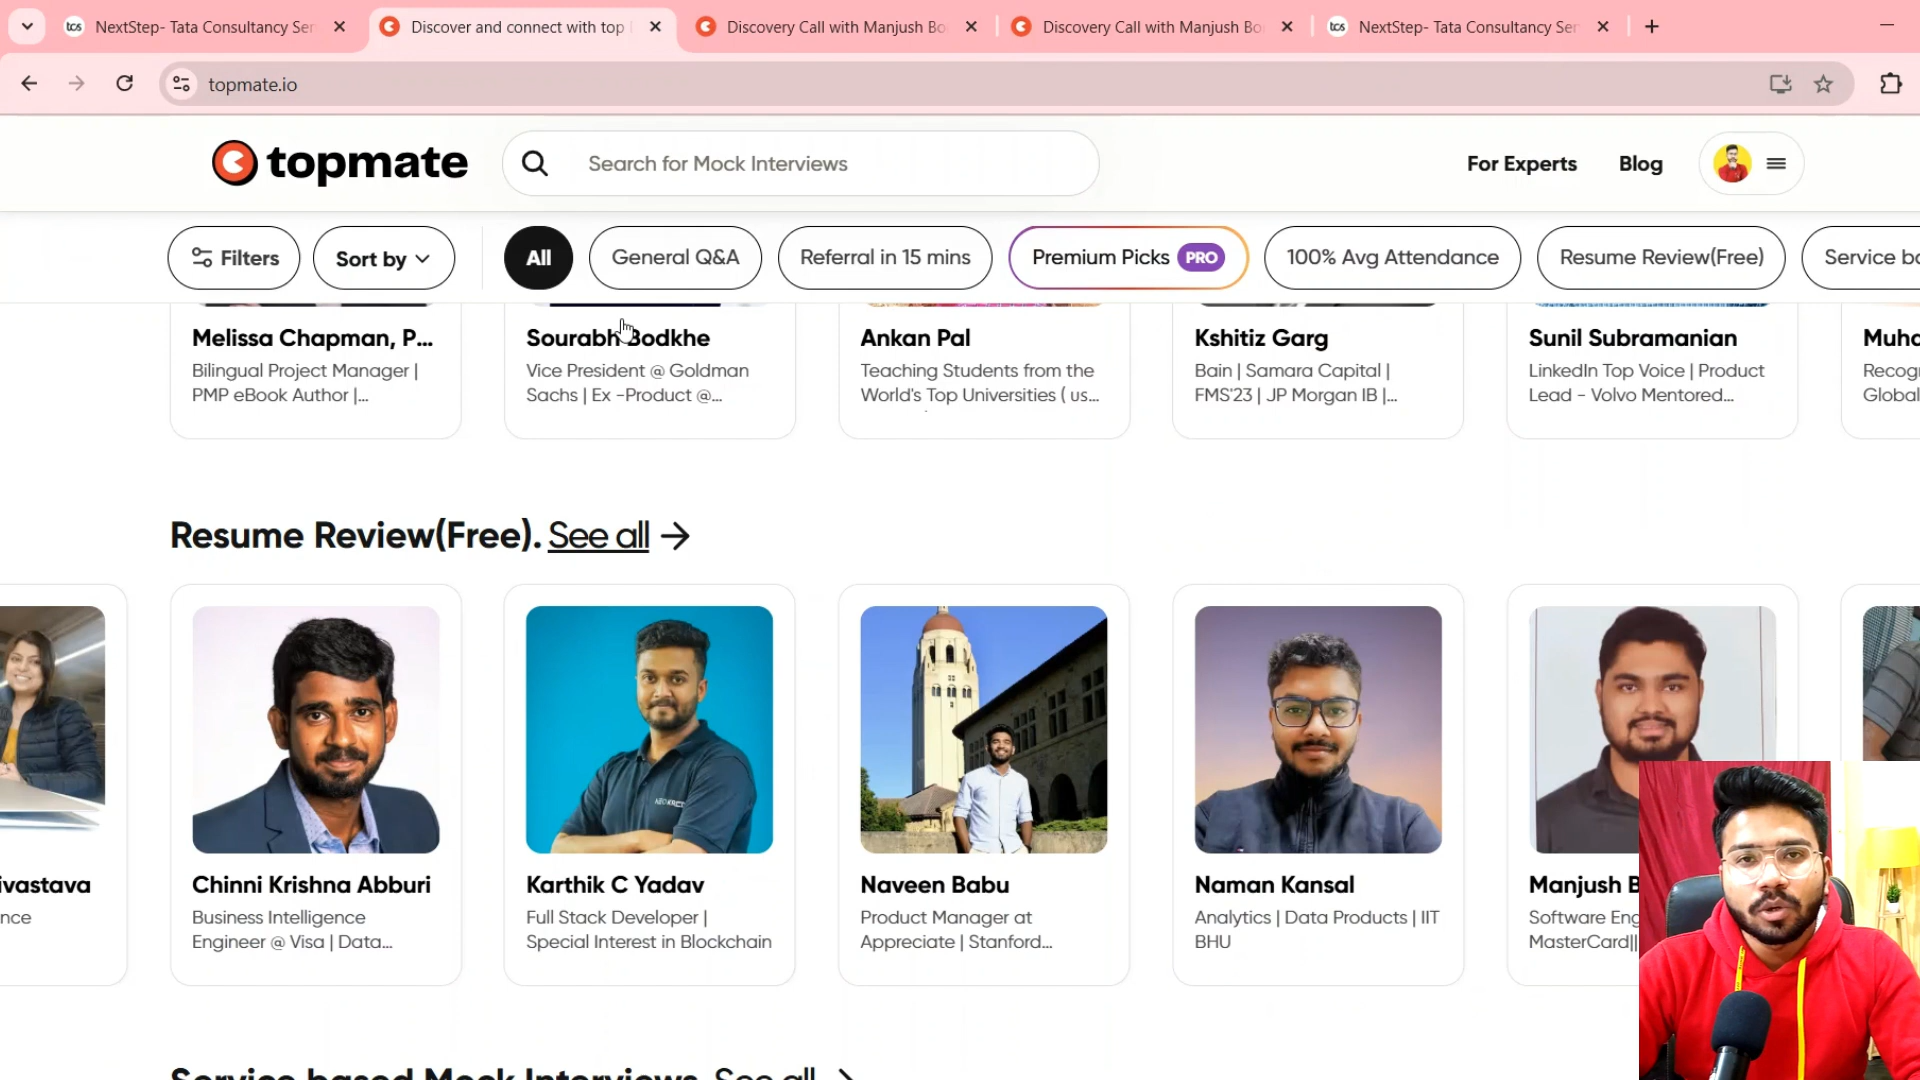 tcs NextStep- Tata Consultancy Ser
Discover and connect with top
Discovery Call with Manjush Bo
Discovery Call with Manjush Bo
tcs NextStep- Tata Consultancy Ser
topmate.io
topmate
Search for Mock Interviews
For Experts
Blog
Filters
Sort by
All
General Q&A
Referral in 15 mins
Premium Picks PRO
100% Avg Attendance
Resume Review(Free)
Service bo
Melissa Chapman, P...
Bilingual Project Manager |
PMP eBook Author |...
Sourabh Bodkhe
Vice President @ Goldman
Sachs | Ex -Product @...
Ankan Pal
Teaching Students from the
World's Top Universities ( us...
Kshitiz Garg
Bain | Samara Capital |
FMS'23 | JP Morgan IB |...
Sunil Subramanian
LinkedIn Top Voice | Product
Lead - Volvo Mentored...
Muha
Recog
Global
Resume Review(Free). See all →
ivastava
nce
Chinni Krishna Abburi
Business Intelligence
Engineer @ Visa | Data...
Karthik C Yadav
Full Stack Developer |
Special Interest in Blockchain
Naveen Babu
Product Manager at
Appreciate | Stanford...
Naman Kansal
Analytics | Data Products | IIT
BHU
Manjush B
Software Eng
MasterCard||
Service based Mock Interviews. See all